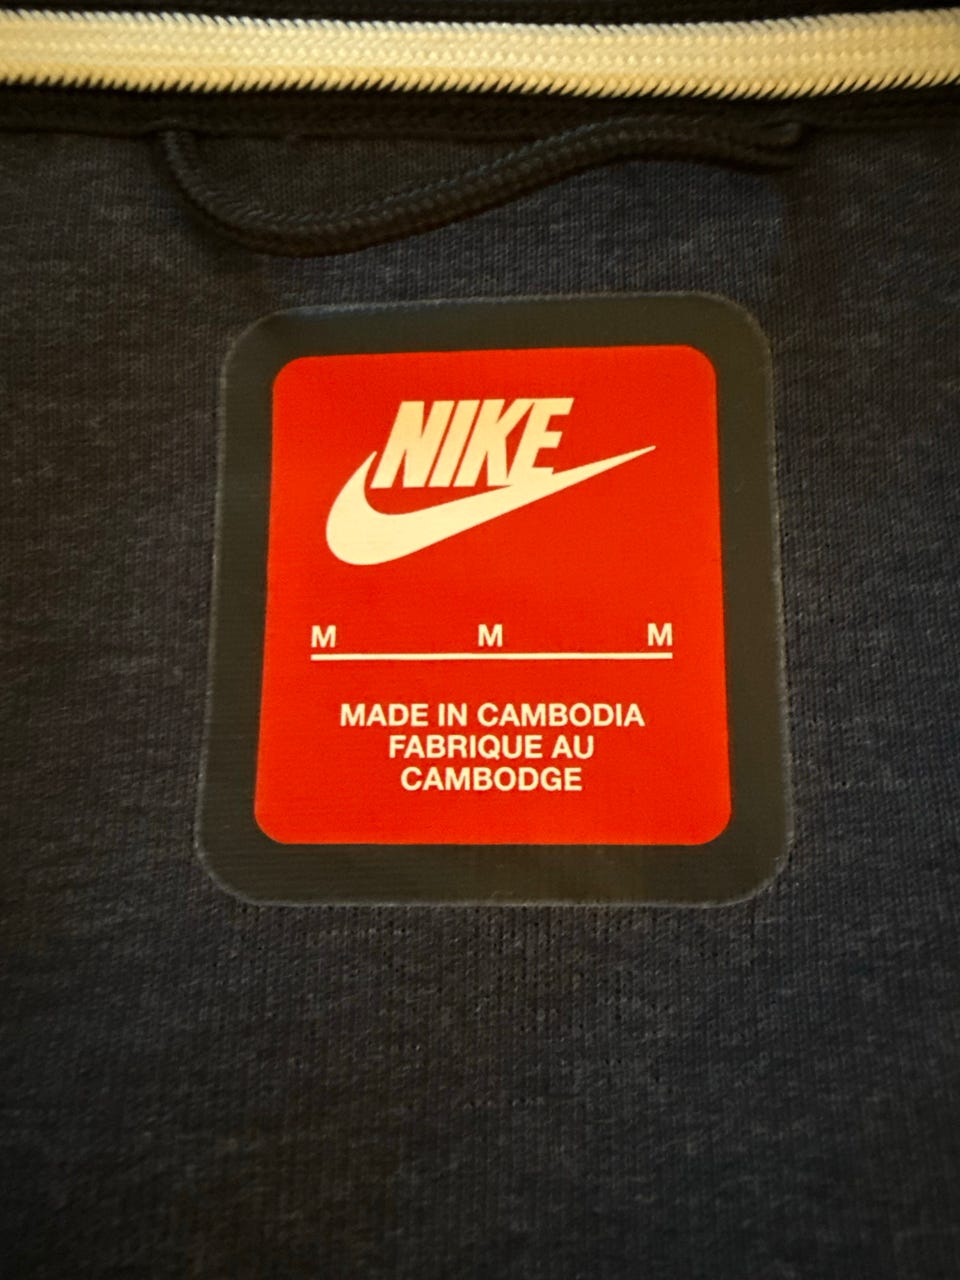 NIKE
M M M
MADE IN CAMBODIA
FABRIQUE AU
CAMBODGE